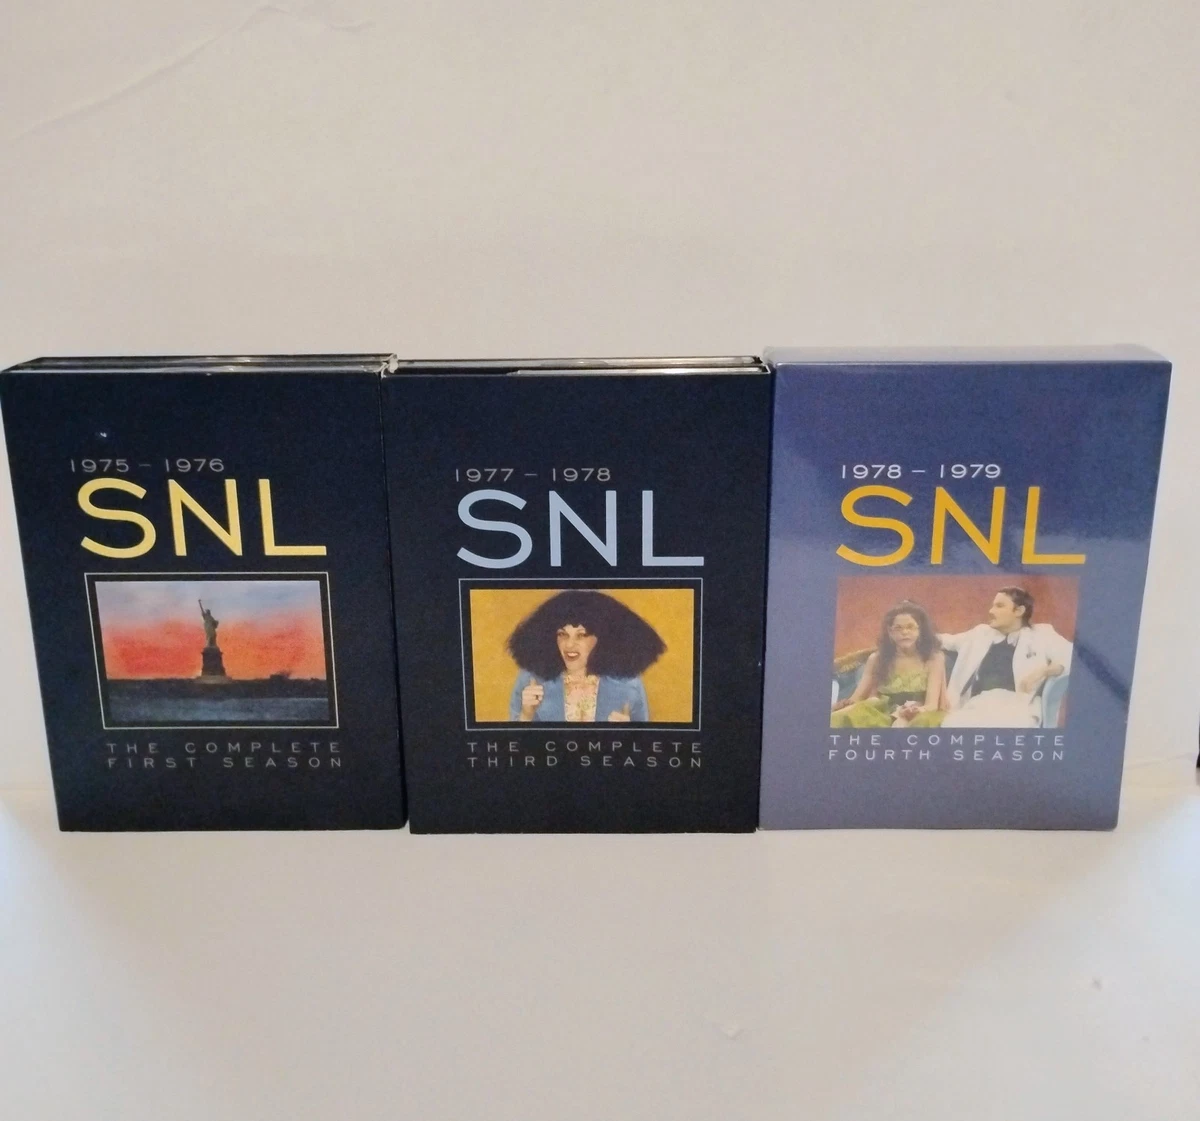 1975 – 1976
SNL
THE COMPLETE
FIRST SEASON
1977 – 1978
SNL
THE COMPLETE
THIRD SEASON
1978 – 1979
SNL
THE COMPLETE
FOURTH SEASON